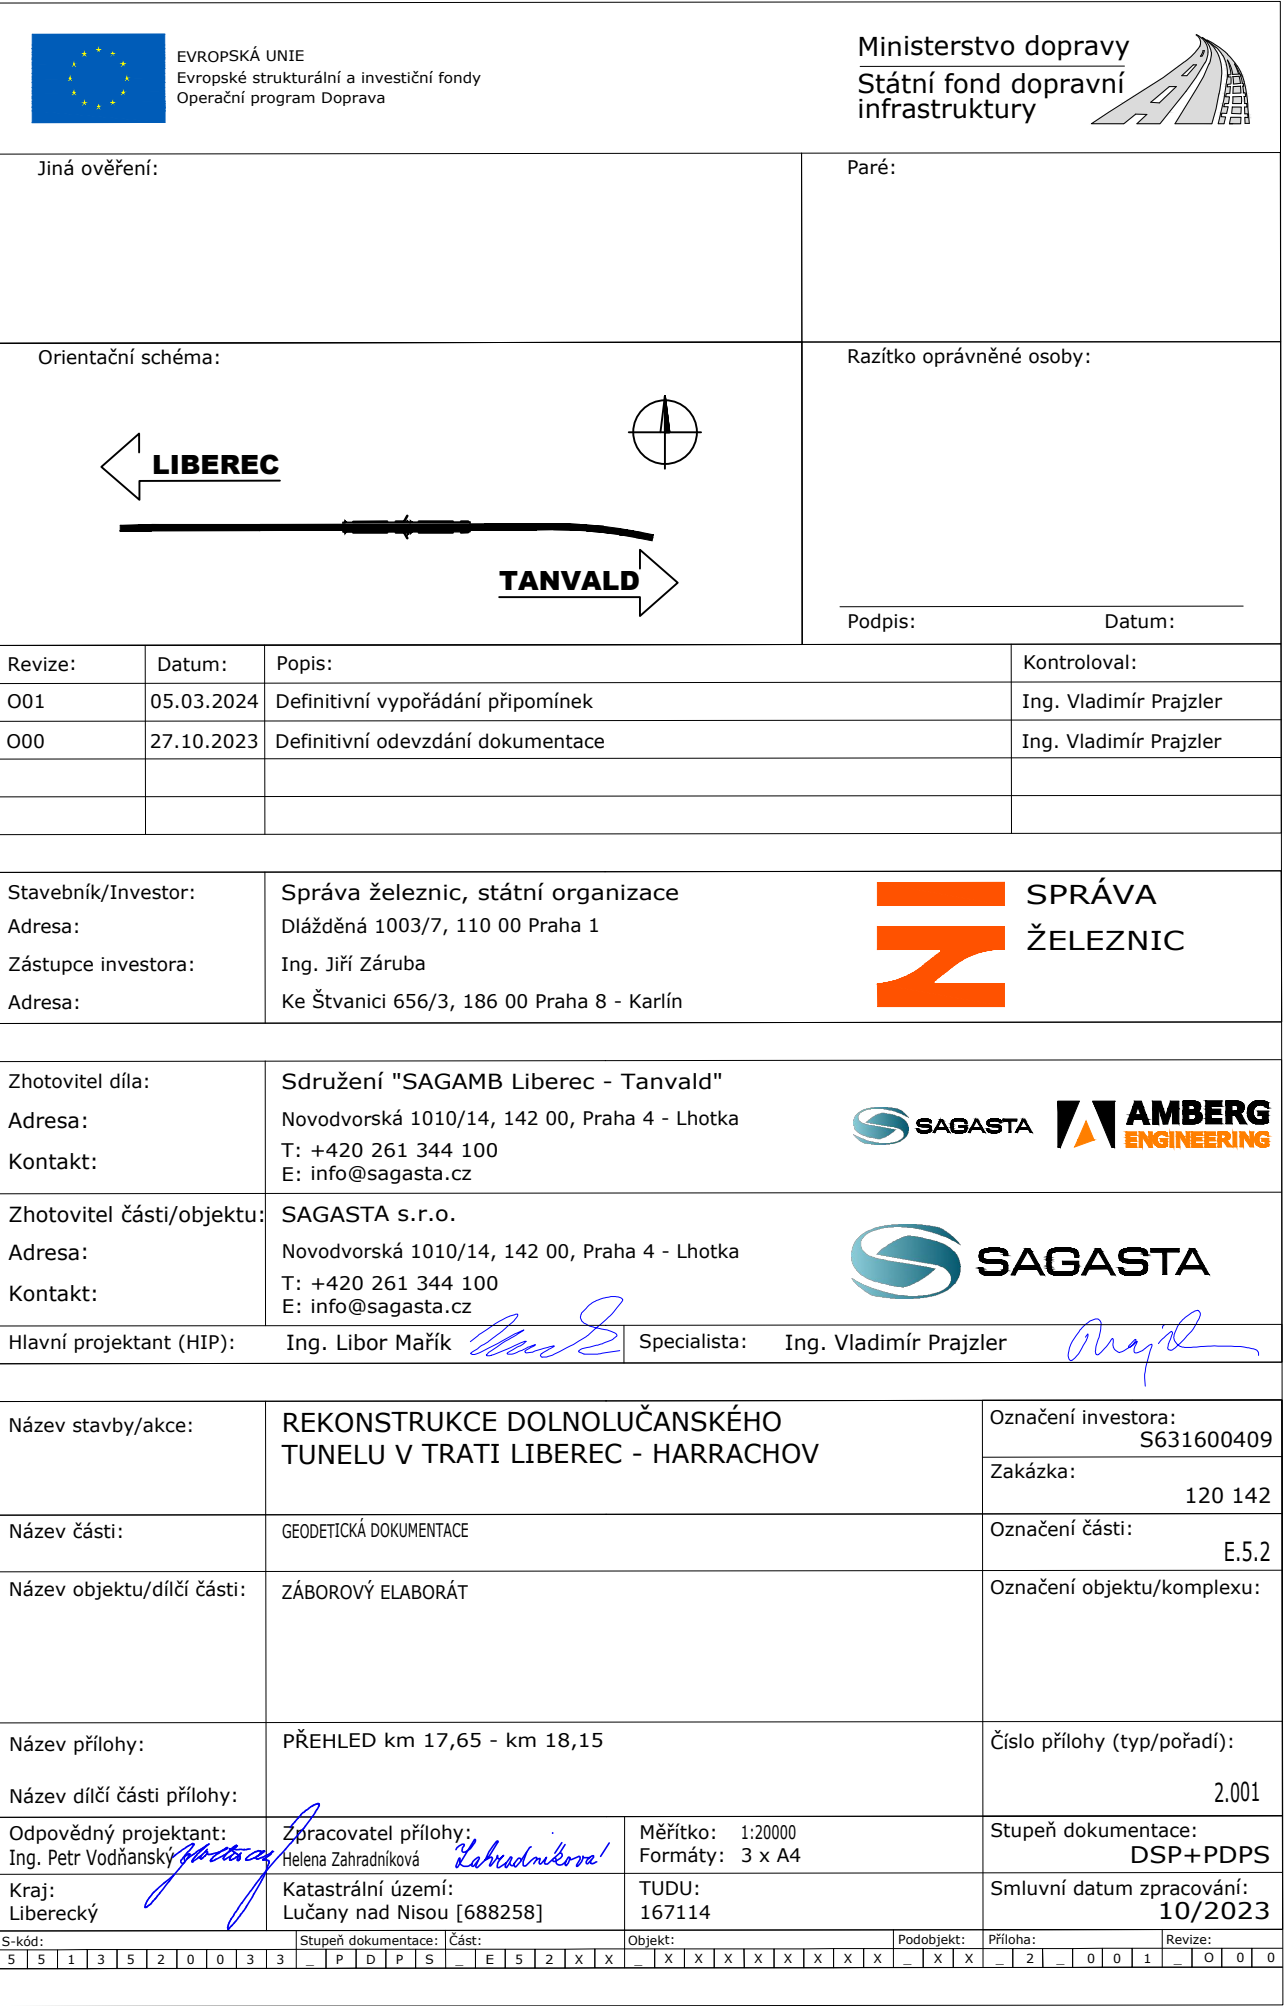 EVROPSKÁ UNIE
Evropské strukturální a investiční fondy
Operační program Doprava
Ministerstvo dopravy
Státní fond dopravní
infrastruktury
Jiná ověření:
Paré:
Orientační schéma:
Razítko oprávněné osoby:
LIBEREC
TANVALD
Podpis: Datum:
Revize: Datum: Popis: Kontroloval:
O01 05.03.2024 Definitivní vypořádání připomínek Ing. Vladimír Prajzler
O00 27.10.2023 Definitivní odevzdání dokumentace Ing. Vladimír Prajzler
Stavebník/Investor: Správa železnic, státní organizace
Adresa: Dlážděná 1003/7, 110 00 Praha 1
Zástupce investora: Ing. Jiří Záruba
Adresa: Ke Štvanici 656/3, 186 00 Praha 8 - Karlín
SPRÁVA
ŽELEZNIC
Zhotovitel díla: Sdružení "SAGAMB Liberec - Tanvald"
Adresa: Novodvorská 1010/14, 142 00, Praha 4 - Lhotka
Kontakt: T: +420 261 344 100
E: info@sagasta.cz
SAGASTA
AMBERG
ENGINEERING
Zhotovitel části/objektu: SAGASTA s.r.o.
Adresa: Novodvorská 1010/14, 142 00, Praha 4 - Lhotka
Kontakt: T: +420 261 344 100
E: info@sagasta.cz
SAGASTA
Hlavní projektant (HIP): Ing. Libor Mařík Specialista: Ing. Vladimír Prajzler
Název stavby/akce: REKONSTRUKCE DOLNOLUČANSKÉHO
TUNELU V TRATI LIBEREC - HARRACHOV
Označení investora:
S631600409
Zakázka:
120 142
Název části: GEODETICKÁ DOKUMENTACE
Označení části:
E.5.2
Název objektu/dílčí části: ZÁBOROVÝ ELABORÁT
Označení objektu/komplexu:
Název přílohy: PŘEHLED km 17,65 - km 18,15
Číslo přílohy (typ/pořadí):
Název dílčí části přílohy:
2.001
Odpovědný projektant:
Ing. Petr Vodňanský
Zpracovatel přílohy:
Helena Zahradníková Zahradníková
Měřítko: 1:20000
Formáty: 3 x A4
Stupeň dokumentace:
DSP+PDPS
Kraj:
Liberecký
Katastrální území:
Lučany nad Nisou [688258]
TUDU:
167114
Smluvní datum zpracování:
10/2023
S-kód: Stupeň dokumentace: Část: Objekt: Podobjekt: Příloha: Revize:
5 5 1 3 5 2 0 0 3 3 _ P D P S _ E 5 2 X X _ X X X X X X X X _ X X _ 2 _ 0 0 1 _ O 0 0